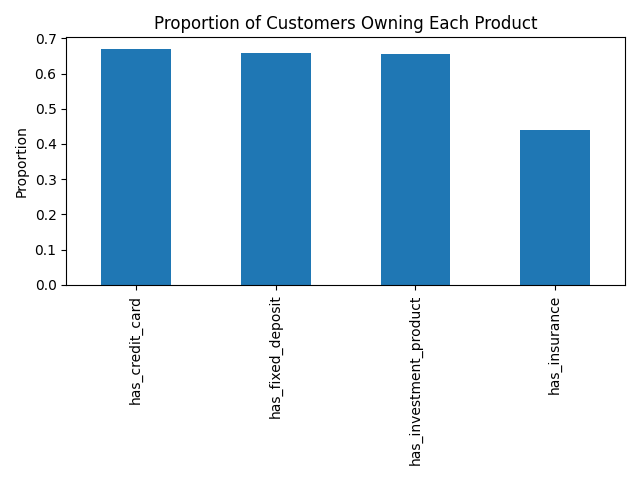 Proportion of Customers Owning Each Product
Proportion
0.7
0.6
0.5
0.4
0.3
0.2
0.1
0.0
has_credit_card
has_fixed_deposit
has_investment_product
has_insurance